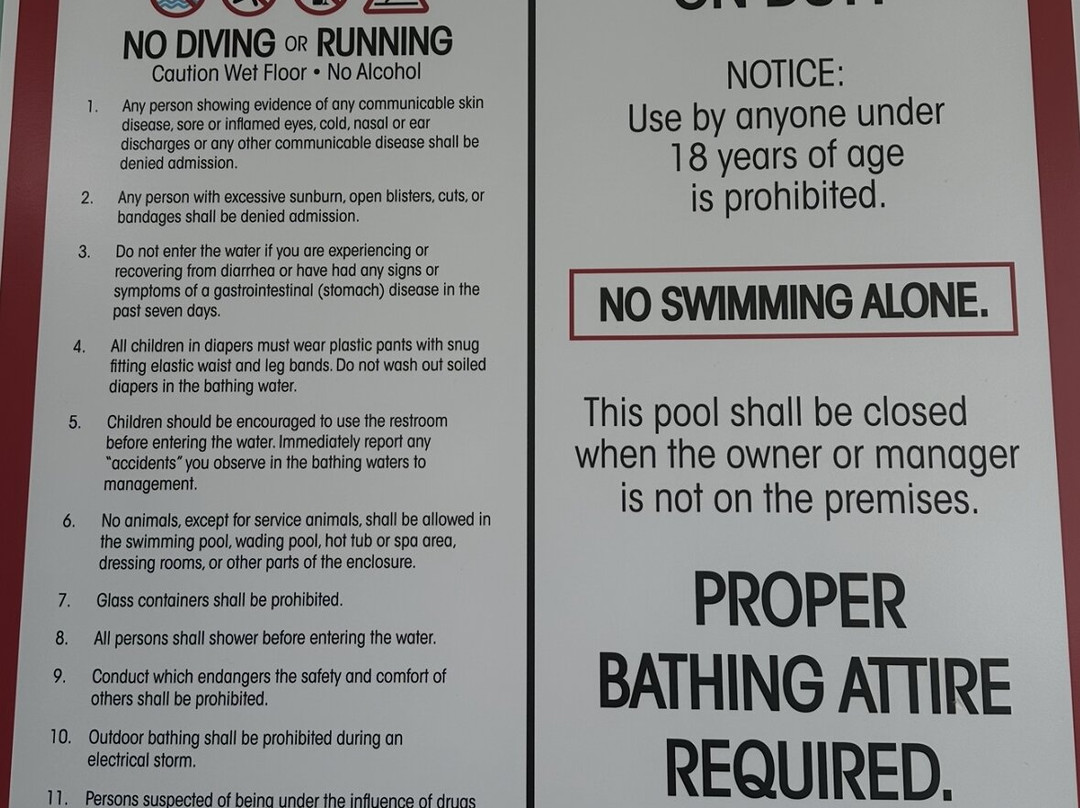 NO DIVING OR RUNNING
Caution Wet Floor • No Alcohol
1. Any person showing evidence of any communicable skin
disease, sore or inflamed eyes, cold, nasal or ear
discharges or any other communicable disease shall be
denied admission.
2. Any person with excessive sunburn, open blisters, cuts, or
bandages shall be denied admission.
3. Do not enter the water if you are experiencing or
recovering from diarrhea or have had any signs or
symptoms of a gastrointestinal (stomach) disease in the
past seven days.
4. All children in diapers must wear plastic pants with snug
fitting elastic waist and leg bands. Do not wash out soiled
diapers in the bathing water.
5. Children should be encouraged to use the restroom
before entering the water. Immediately report any
"accidents" you observe in the bathing waters to
management.
6. No animals, except for service animals, shall be allowed in
the swimming pool, wading pool, hot tub or spa area,
dressing rooms, or other parts of the enclosure.
7. Glass containers shall be prohibited.
8. All persons shall shower before entering the water.
9. Conduct which endangers the safety and comfort of
others shall be prohibited.
10. Outdoor bathing shall be prohibited during an
electrical storm.
11. Persons suspected of being under the influence of drugs
ON DUTY
NOTICE:
Use by anyone under
18 years of age
is prohibited.
NO SWIMMING ALONE.
This pool shall be closed
when the owner or manager
is not on the premises.
PROPER
BATHING ATTIRE
REQUIRED.